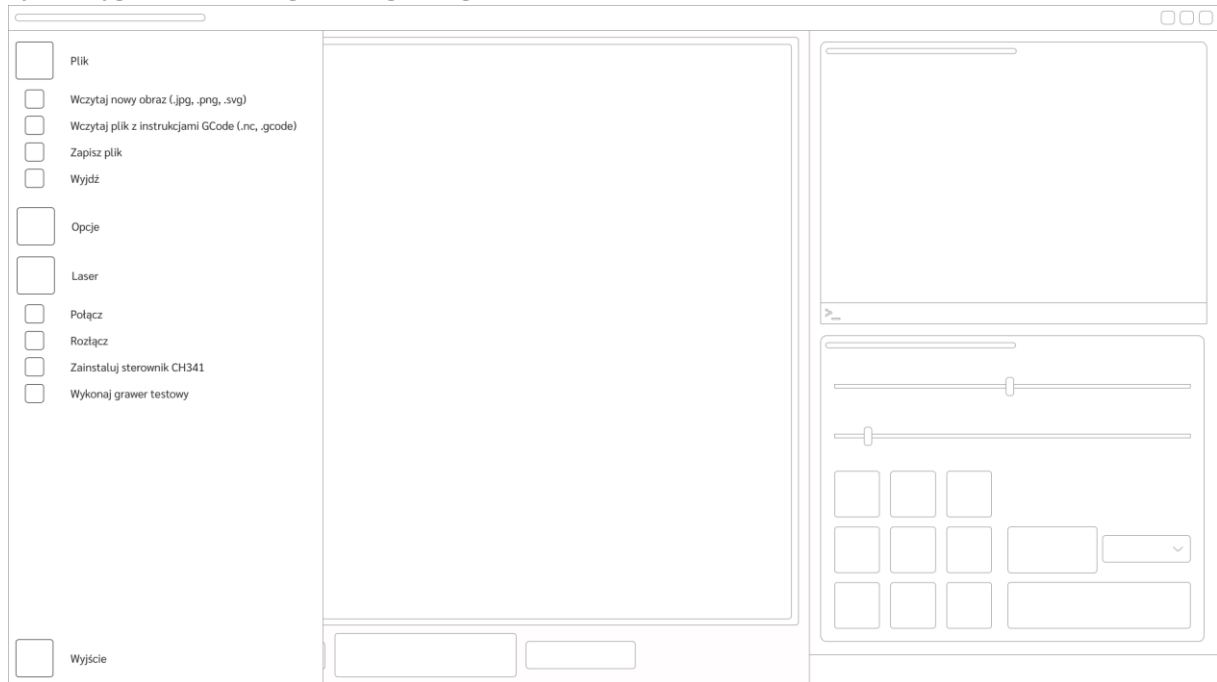 Plik
Wczytaj nowy obraz (.jpg, .png, .svg)
Wczytaj plik z instrukcjami GCode (.nc, .gcode)
Zapisz plik
Wyjdź
Opcje
Laser
Połącz
Rozłącz
Zainstaluj sterownik CH341
Wykonaj grawer testowy
Wyjście
>_